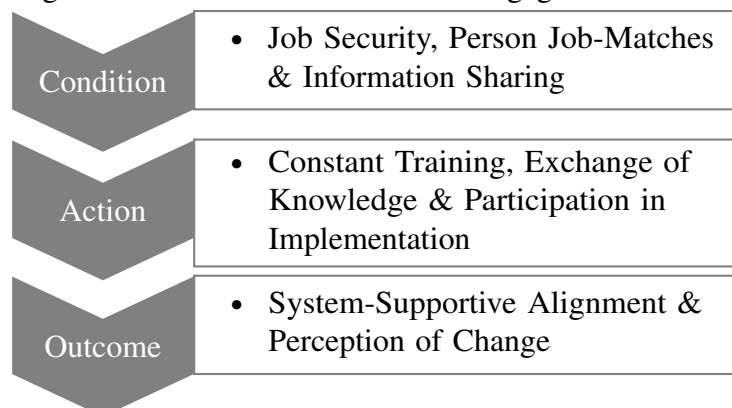 Condition
• Job Security, Person Job-Matches
& Information Sharing
Action
• Constant Training, Exchange of
Knowledge & Participation in
Implementation
Outcome
• System-Supportive Alignment &
Perception of Change